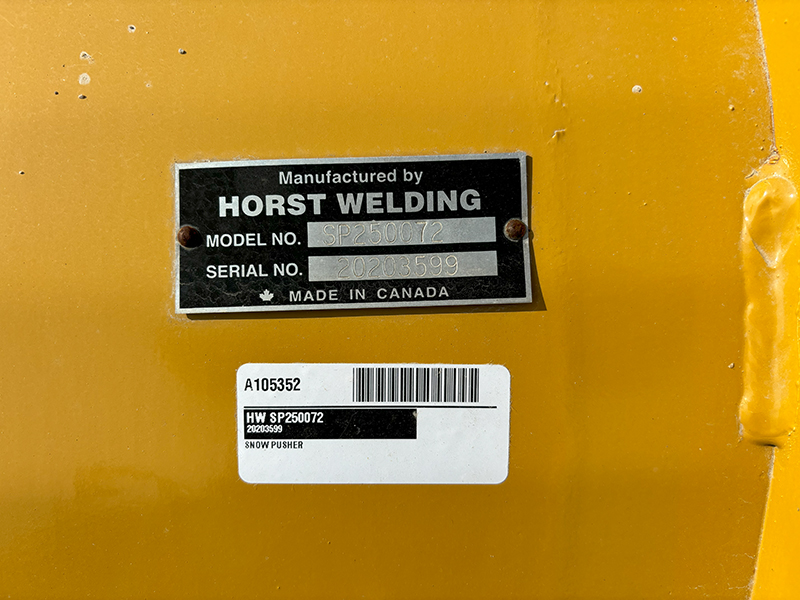 Manufactured by
HORST WELDING
MODEL NO. SP250072
SERIAL NO. 20203599
MADE IN CANADA
A105352
HW SP250072
20203599
SNOW PUSHER